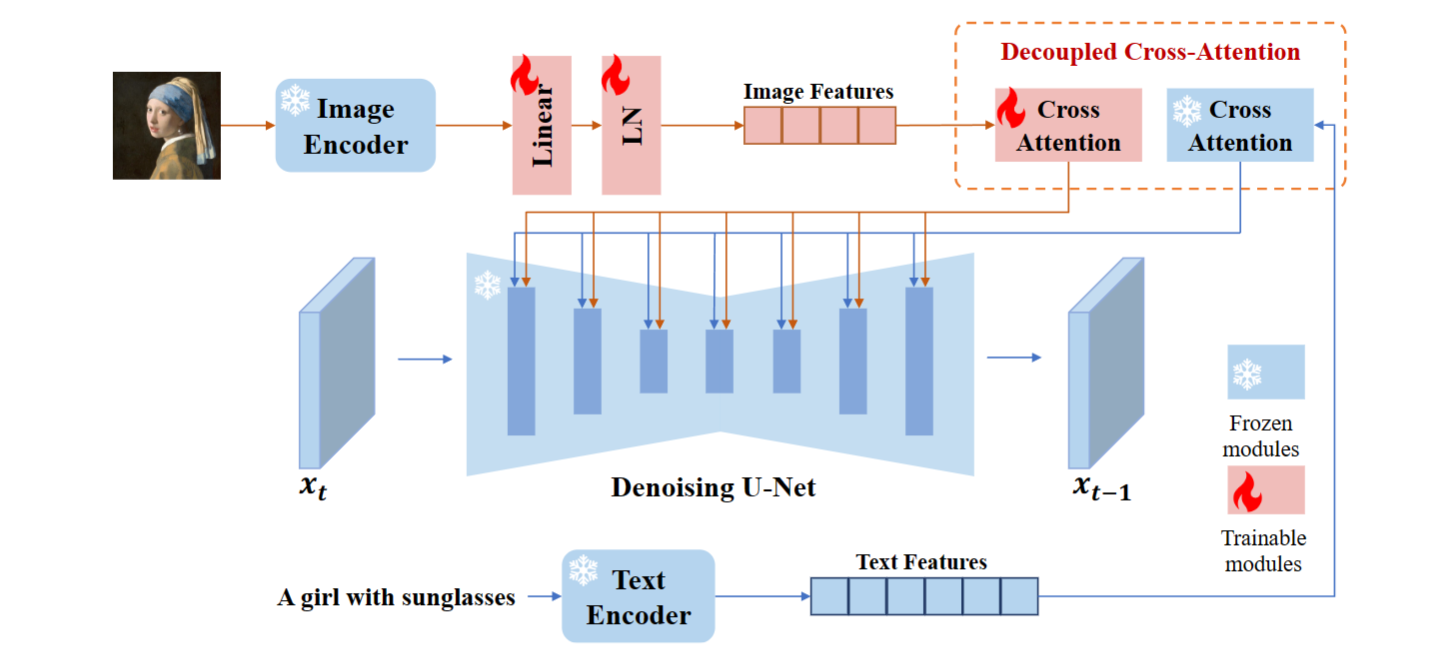 Decoupled Cross-Attention
Image
Encoder
Linear
LN
Image Features
Cross
Attention
Cross
Attention
x_t
Denoising U-Net
x_{t−1}
Frozen
modules
Trainable
modules
A girl with sunglasses
Text
Encoder
Text Features